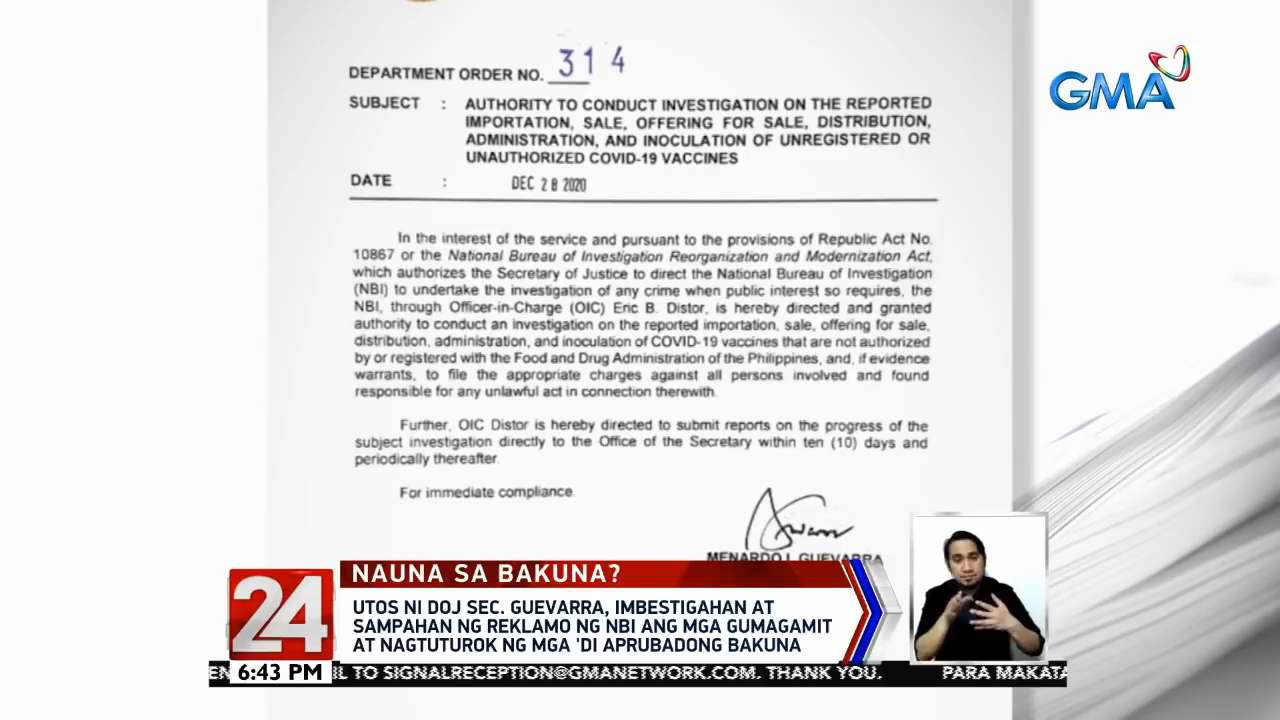 DEPARTMENT ORDER NO. 314
GMA
SUBJECT : AUTHORITY TO CONDUCT INVESTIGATION ON THE REPORTED
IMPORTATION, SALE, OFFERING FOR SALE, DISTRIBUTION,
ADMINISTRATION, AND INOCULATION OF UNREGISTERED OR
UNAUTHORIZED COVID-19 VACCINES
DATE : DEC 28 2020
In the interest of the service and pursuant to the provisions of Republic Act No.
10867 or the National Bureau of Investigation Reorganization and Modernization Act,
which authorizes the Secretary of Justice to direct the National Bureau of Investigation
(NBI) to undertake the investigation of any crime when public interest so requires, the
NBI, through Officer-in-Charge (OIC) Eric B. Distor, is hereby directed and granted
authority to conduct an investigation on the reported importation, sale, offering for sale,
distribution, administration, and inoculation of COVID-19 vaccines that are not authorized
by or registered with the Food and Drug Administration of the Philippines, and, if evidence
warrants, to file the appropriate charges against all persons involved and found
responsible for any unlawful act in connection therewith.
Further, OIC Distor is hereby directed to submit reports on the progress of the
subject investigation directly to the Office of the Secretary within ten (10) days and
periodically thereafter.
For immediate compliance.
MENARDO I. GUEVARRA
24
NAUNA SA BAKUNA?
UTOS NI DOJ SEC. GUEVARRA, IMBESTIGAHAN AT
SAMPAHAN NG REKLAMO NG NBI ANG MGA GUMAGAMIT
AT NAGTUTUROK NG MGA 'DI APRUBADONG BAKUNA
6:43 PM IL TO SIGNALRECEPTION@GMANETWORK.COM. THANK YOU. PARA MAKATA